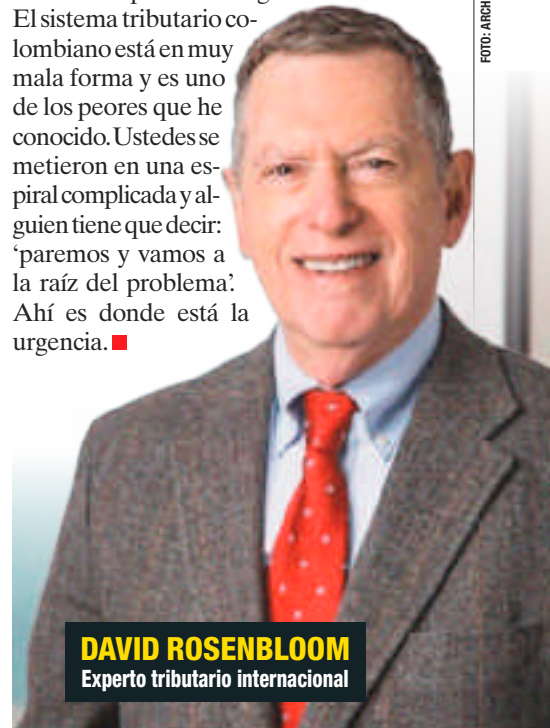 El sistema tributario co-
lombiano está en muy
mala forma y es uno
de los peores que he
conocido. Ustedes se
metieron en una es-
piral complicada y al-
guien tiene que decir:
‘paremos y vamos a
la raíz del problema’.
Ahí es donde está la
urgencia.
FOTO: ARCH
DAVID ROSENBLOOM
Experto tributario internacional